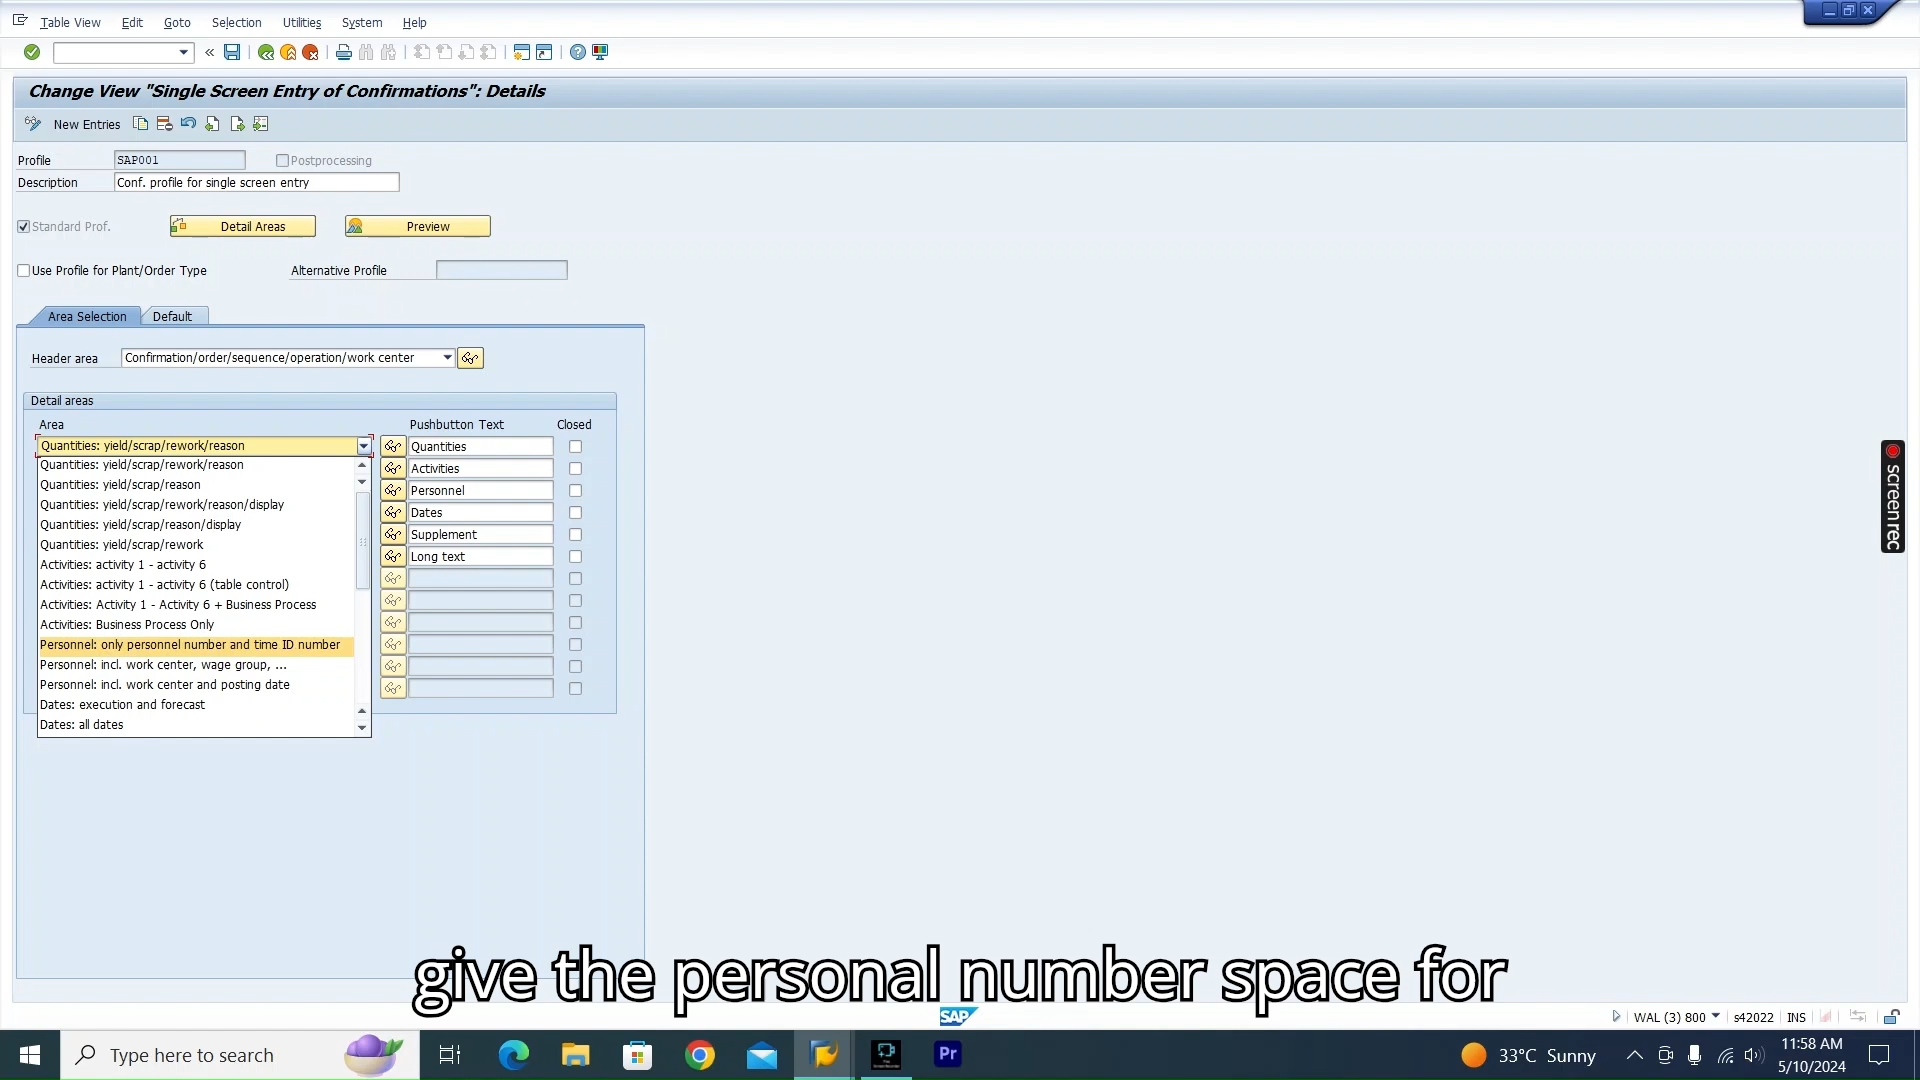 Table View Edit Goto Selection Utilities System Help
Change View "Single Screen Entry of Confirmations": Details
New Entries
Profile SAP001 Postprocessing
Description Conf. profile for single screen entry
Standard Prof. Detail Areas Preview
Use Profile for Plant/Order Type Alternative Profile
Area Selection Default
Header area Confirmation/order/sequence/operation/work center
Detail areas
Area Pushbutton Text Closed
Quantities: yield/scrap/rework/reason Quantities
Quantities: yield/scrap/rework/reason Activities
Quantities: yield/scrap/reason Personnel
Quantities: yield/scrap/rework/reason/display Dates
Quantities: yield/scrap/reason/display Supplement
Quantities: yield/scrap/rework Long text
Activities: activity 1 - activity 6
Activities: activity 1 - activity 6 (table control)
Activities: Activity 1 - Activity 6 + Business Process
Activities: Business Process Only
Personnel: only personnel number and time ID number
Personnel: incl. work center, wage group, ...
Personnel: incl. work center and posting date
Dates: execution and forecast
Dates: all dates
screenrec
give the personal number space for
SAP WAL (3) 800 s42022 INS
Type here to search Pr 33°C Sunny 11:58 AM
5/10/2024